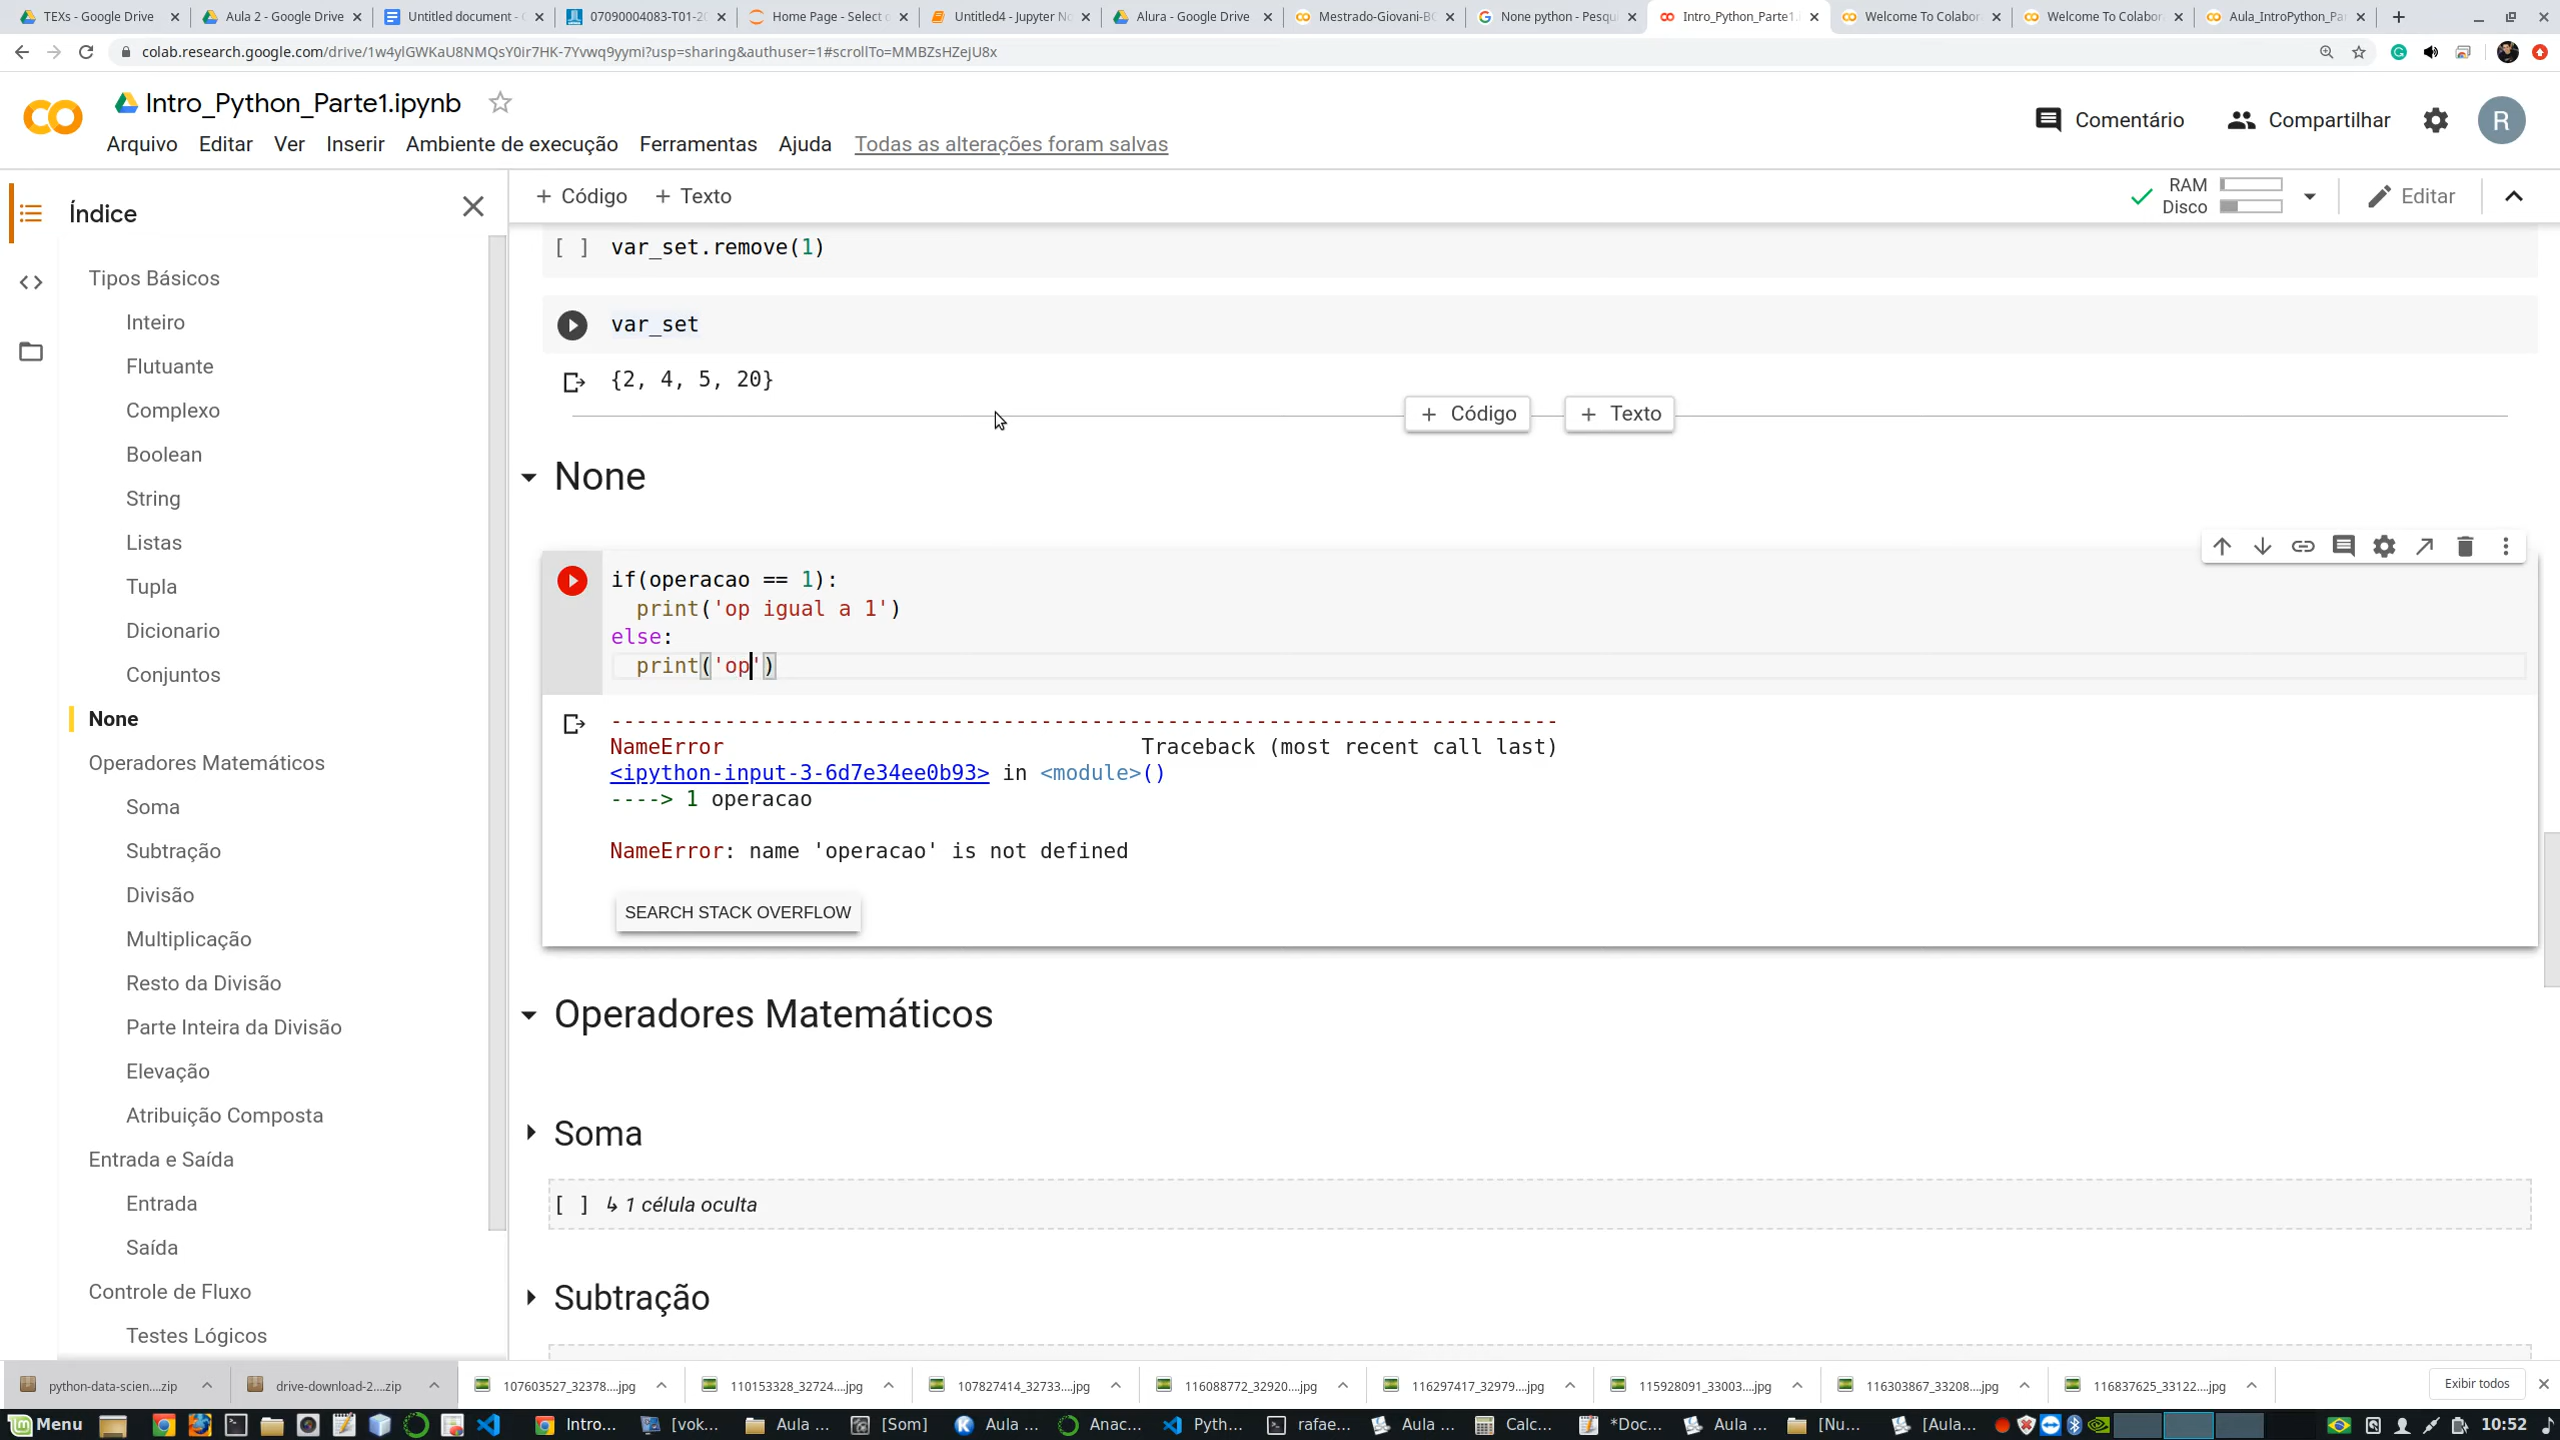 TEXs - Google Drive
Aula 2 - Google Drive
Untitled document - G
07090004083-T01-20
Home Page - Select o
Untitled4 - Jupyter No
Alura - Google Drive
Mestrado-Giovani-BC
None python - Pesqu
Intro_Python_Parte1.
Welcome To Colabor
Welcome To Colabor
Aula_IntroPython_Pa
colab.research.google.com/drive/1w4ylGWKaU8NMQsY0ir7HK-7Yvwq9yymi?usp=sharing&authuser=1#scrollTo=MMBZsHZejU8x
Intro_Python_Parte1.ipynb
Comentário
Compartilhar
R
Arquivo Editar Ver Inserir Ambiente de execução Ferramentas Ajuda Todas as alterações foram salvas
+ Código + Texto
RAM
Disco
Editar
Índice
Tipos Básicos
Inteiro
Flutuante
Complexo
Boolean
String
Listas
Tupla
Dicionario
Conjuntos
None
Operadores Matemáticos
Soma
Subtração
Divisão
Multiplicação
Resto da Divisão
Parte Inteira da Divisão
Elevação
Atribuição Composta
Entrada e Saída
Entrada
Saída
Controle de Fluxo
Testes Lógicos
[ ] var_set.remove(1)
var_set
{2, 4, 5, 20}
+ Código + Texto
None
if(operacao == 1):
print('op igual a 1')
else:
print('op')
---------------------------------------------------------------------------
NameError Traceback (most recent call last)
<ipython-input-3-6d7e34ee0b93> in <module>()
----> 1 operacao
NameError: name 'operacao' is not defined
SEARCH STACK OVERFLOW
Operadores Matemáticos
Soma
[ ] ↳ 1 célula oculta
Subtração
python-data-scien....zip
drive-download-2....zip
107603527_32378....jpg
110153328_32724....jpg
107827414_32733....jpg
116088772_32920....jpg
116297417_32979....jpg
115928091_33003....jpg
116303867_33208....jpg
116837625_33122....jpg
Exibir todos
Menu
Intro...
[vok...
Aula ...
[Som]
Aula ...
Anac...
Pyth...
rafae...
Aula ...
Calc...
*Doc...
Aula ...
[Nu...
[Aula...
10:52